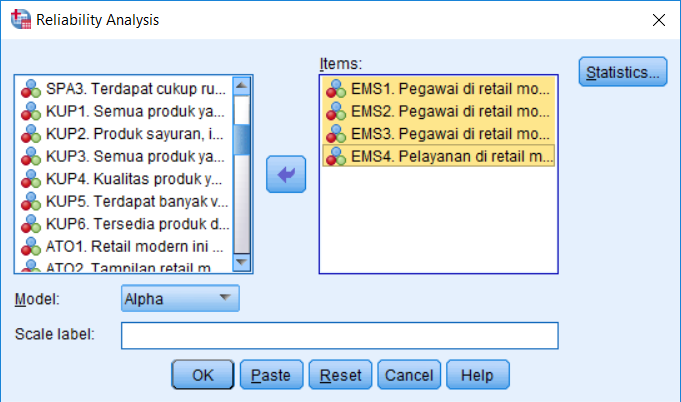 Reliability Analysis
Items:
SPA3. Terdapat cukup ru...
KUP1. Semua produk ya...
KUP2. Produk sayuran, i...
KUP3. Semua produk ya...
KUP4. Kualitas produk y...
KUP5. Terdapat banyak v...
KUP6. Tersedia produk d...
ATO1. Retail modern ini ...
ATO2. Tampilan retail m...
EMS1. Pegawai di retail mo...
EMS2. Pegawai di retail mo...
EMS3. Pegawai di retail mo...
EMS4. Pelayanan di retail m...
Statistics...
Model:
Alpha
Scale label:
OK
Paste
Reset
Cancel
Help